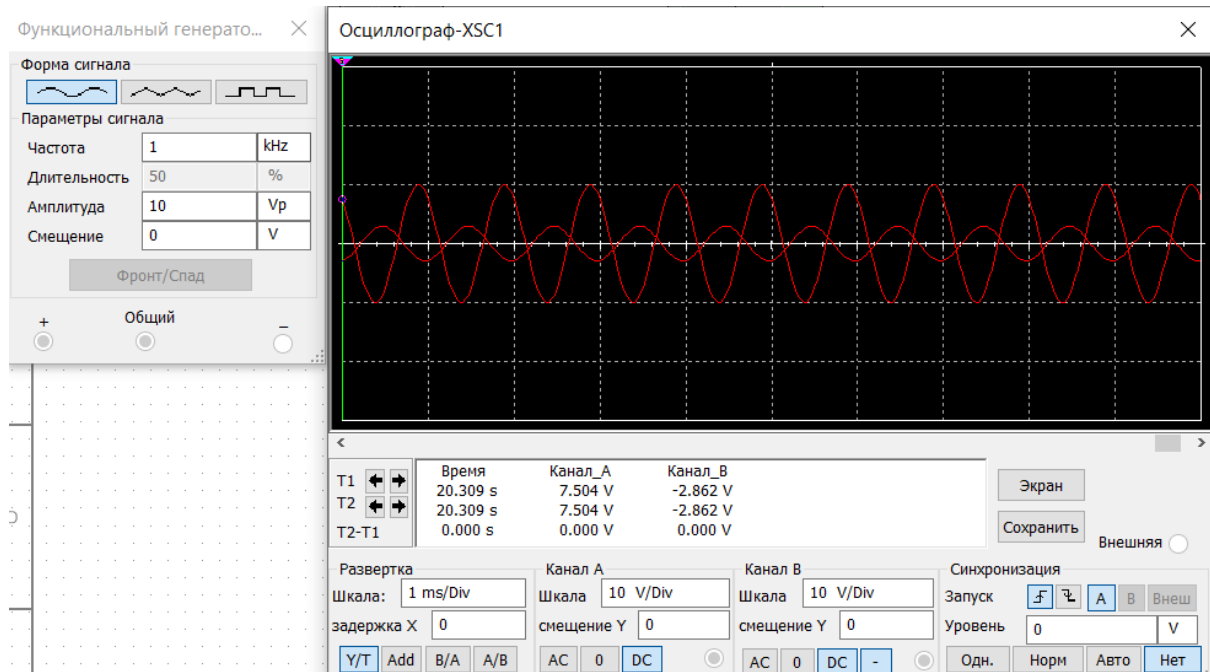 Функциональный генерато...
Форма сигнала
Параметры сигнала
Частота 1 kHz
Длительность 50 %
Амплитуда 10 Vp
Смещение 0 V
Фронт/Спад
+ Общий –
Осциллограф-XSC1
T1
T2
T2-T1
Время Канал_A Канал_B
20.309 s 7.504 V -2.862 V
20.309 s 7.504 V -2.862 V
0.000 s 0.000 V 0.000 V
Экран
Сохранить
Внешняя
Развертка
Шкала: 1 ms/Div
задержка X 0
Y/T Add B/A A/B
Канал A
Шкала 10 V/Div
смещение Y 0
AC 0 DC
Канал B
Шкала 10 V/Div
смещение Y 0
AC 0 DC -
Синхронизация
Запуск A B Внеш
Уровень 0 V
Одн. Норм Авто Нет